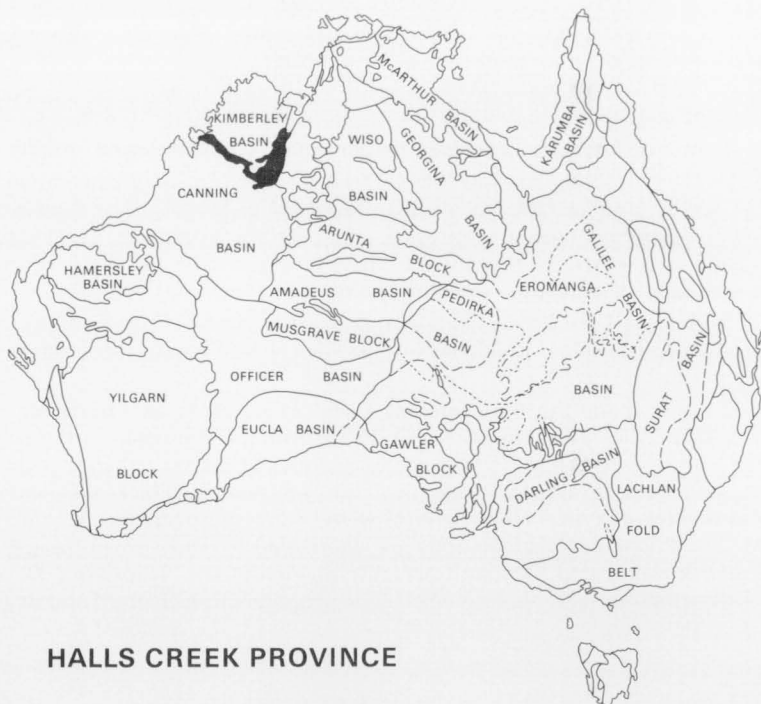 McARTHUR BASIN
KIMBERLEY
BASIN
KARUMBA
BASIN
WISO
BASIN
GEORGINA
BASIN
CANNING
BASIN
GALILEE
BASIN
ARUNTA
BLOCK
HAMERSLEY
BASIN
EROMANGA
BASIN
AMADEUS BASIN
PEDIRKA
BASIN
MUSGRAVE BLOCK
YILGARN
BLOCK
OFFICER
BASIN
SURAT
BASIN
EUCLA BASIN
GAWLER
BLOCK
DARLING
BASIN
LACHLAN
FOLD
BELT
HALLS CREEK PROVINCE